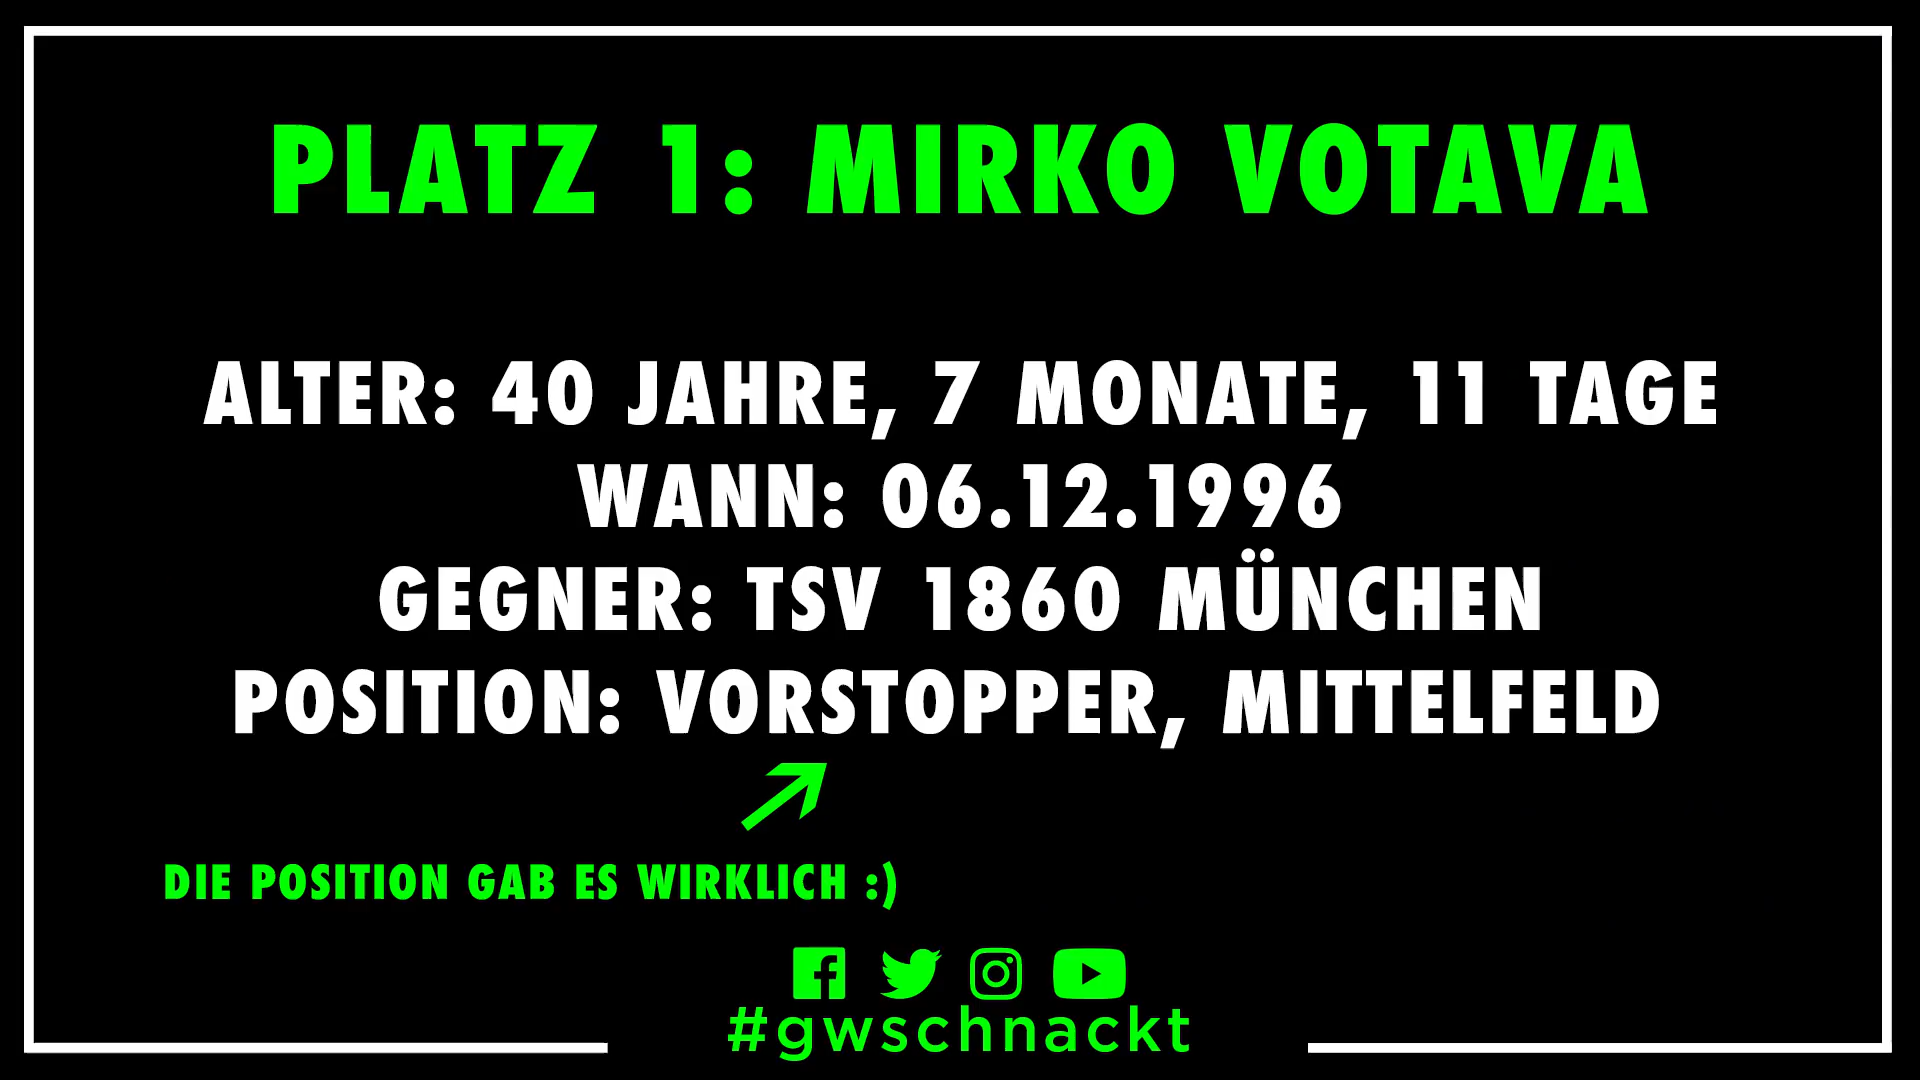 PLATZ 1: MIRKO VOTAVA
ALTER: 40 JAHRE, 7 MONATE, 11 TAGE
WANN: 06.12.1996
GEGNER: TSV 1860 MÜNCHEN
POSITION: VORSTOPPER, MITTELFELD
DIE POSITION GAB ES WIRKLICH :)
#gwschnackt